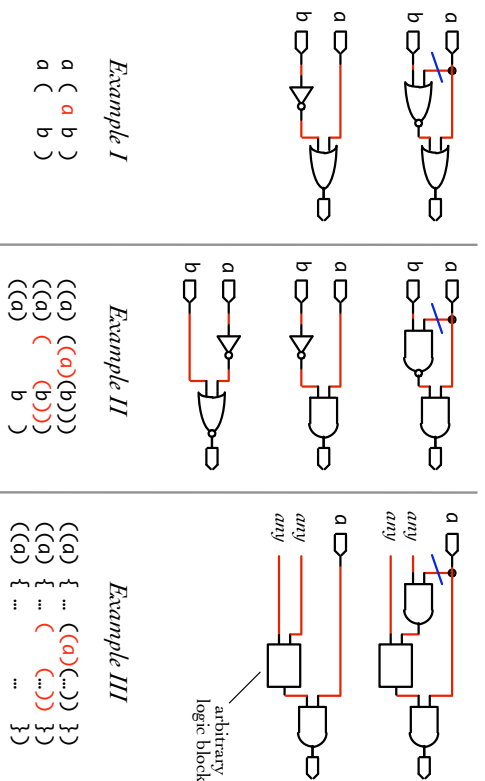 a
b
a
b
Example I
a ( a b )
a (   b )
a
b
a
b
a
b
Example II
((a) ((a)(b)))
((a) (   (b)))
((a)      b  )
a
any
any
a
any
any
arbitrary
logic block
Example III
((a) { ... ((a)(...)) })
((a) { ... (   (...)) })
((a) { ...      ...   })